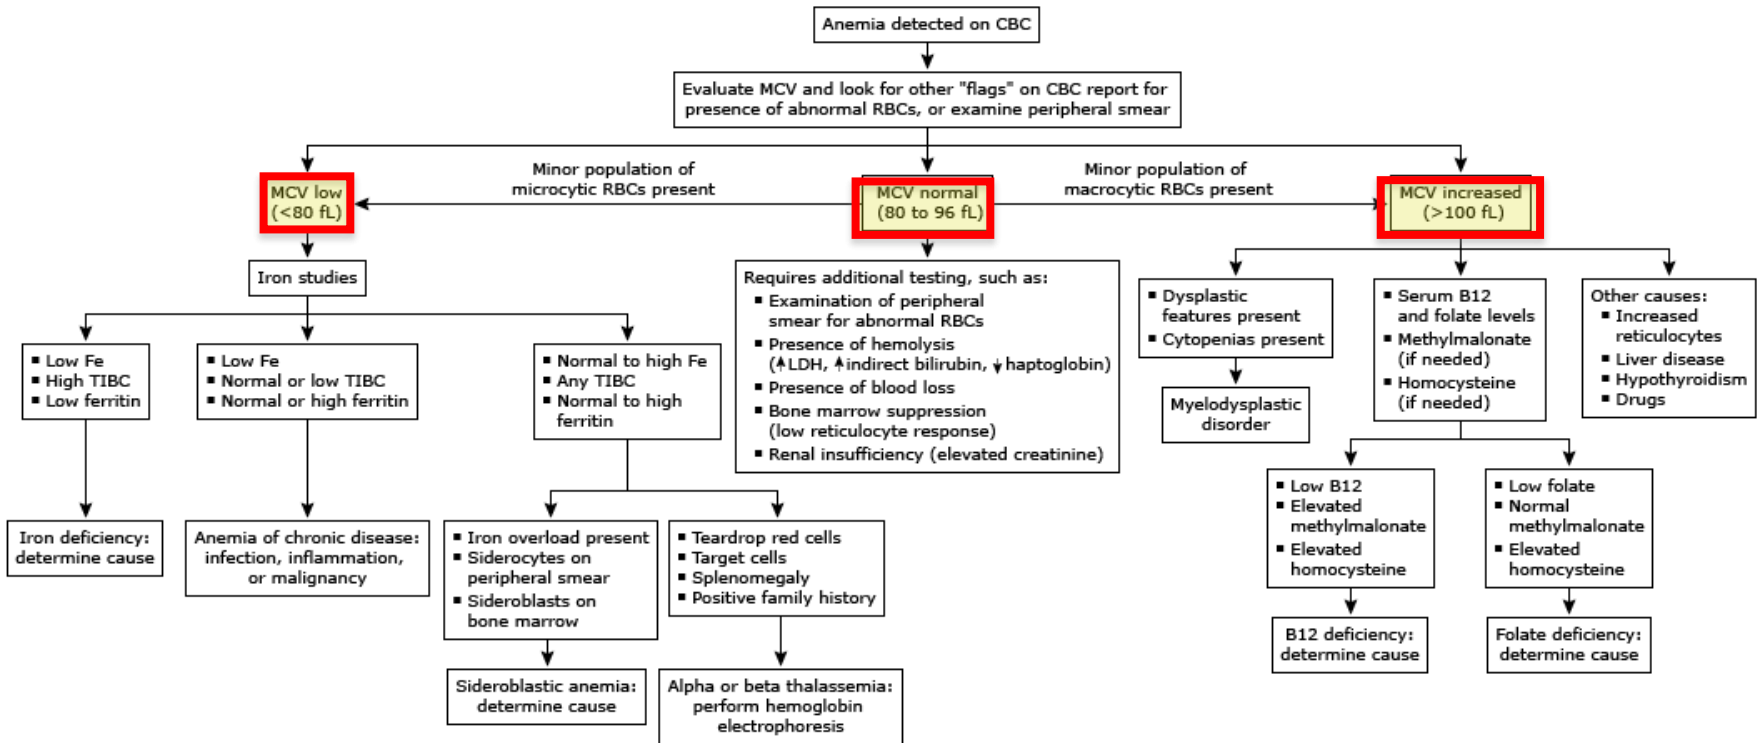 Anemia detected on CBC
Evaluate MCV and look for other "flags" on CBC report for
presence of abnormal RBCs, or examine peripheral smear
Minor population of
microcytic RBCs present
Minor population of
macrocytic RBCs present
MCV low
(<80 fL)
MCV normal
(80 to 96 fL)
MCV increased
(>100 fL)
Iron studies
Requires additional testing, such as:
▪ Examination of peripheral
smear for abnormal RBCs
▪ Presence of hemolysis
(↑LDH, ↑indirect bilirubin, ↓haptoglobin)
▪ Presence of blood loss
▪ Bone marrow suppression
(low reticulocyte response)
▪ Renal insufficiency (elevated creatinine)
▪ Dysplastic
features present
▪ Cytopenias present
▪ Serum B12
and folate levels
▪ Methylmalonate
(if needed)
▪ Homocysteine
(if needed)
Other causes:
▪ Increased
reticulocytes
▪ Liver disease
▪ Hypothyroidism
▪ Drugs
▪ Low Fe
▪ High TIBC
▪ Low ferritin
▪ Low Fe
▪ Normal or low TIBC
▪ Normal or high ferritin
▪ Normal to high Fe
▪ Any TIBC
▪ Normal to high
ferritin
Myelodysplastic
disorder
▪ Low B12
▪ Elevated
methylmalonate
▪ Elevated
homocysteine
▪ Low folate
▪ Normal
methylmalonate
▪ Elevated
homocysteine
Iron deficiency:
determine cause
Anemia of chronic disease:
infection, inflammation,
or malignancy
▪ Iron overload present
▪ Siderocytes on
peripheral smear
▪ Sideroblasts on
bone marrow
▪ Teardrop red cells
▪ Target cells
▪ Splenomegaly
▪ Positive family history
B12 deficiency:
determine cause
Folate deficiency:
determine cause
Sideroblastic anemia:
determine cause
Alpha or beta thalassemia:
perform hemoglobin
electrophoresis